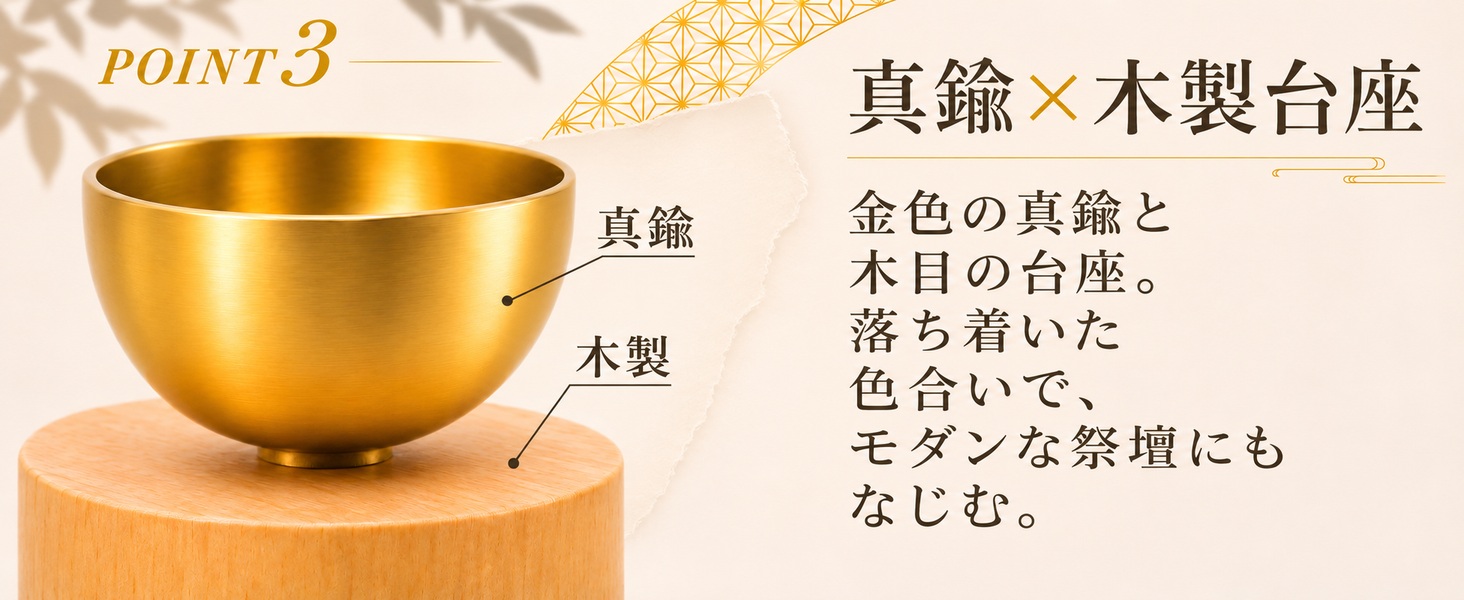 POINT 3
真鍮×木製台座
真鍮
木製
金色の真鍮と
木目の台座。
落ち着いた
色合いで、
モダンな祭壇にも
なじむ。